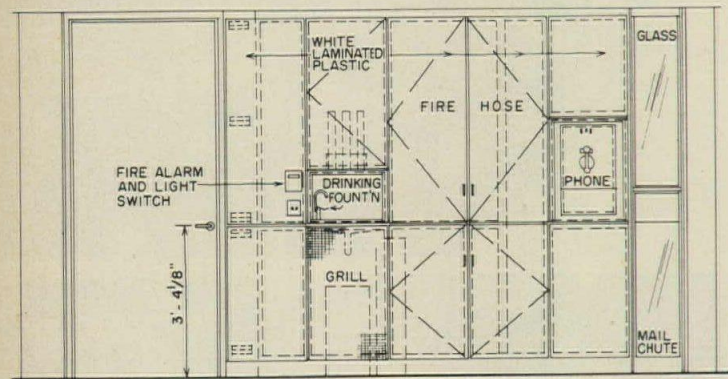 WHITE
LAMINATED
PLASTIC
GLASS
FIRE HOSE
FIRE ALARM
AND LIGHT
SWITCH
DRINKING
FOUNT'N
PHONE
GRILL
3' - 4 1/8"
MAIL
CHUTE